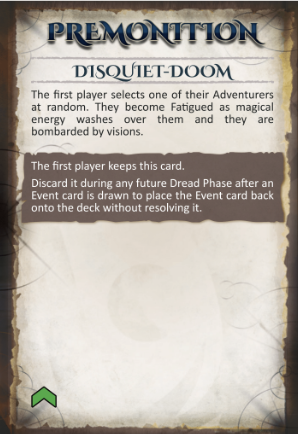 PREMONITION
DISQUIET-DOOM
The first player selects one of their Adventurers
at random. They become Fatigued as magical
energy washes over them and they are
bombarded by visions.
The first player keeps this card.
Discard it during any future Dread Phase after an
Event card is drawn to place the Event card back
onto the deck without resolving it.